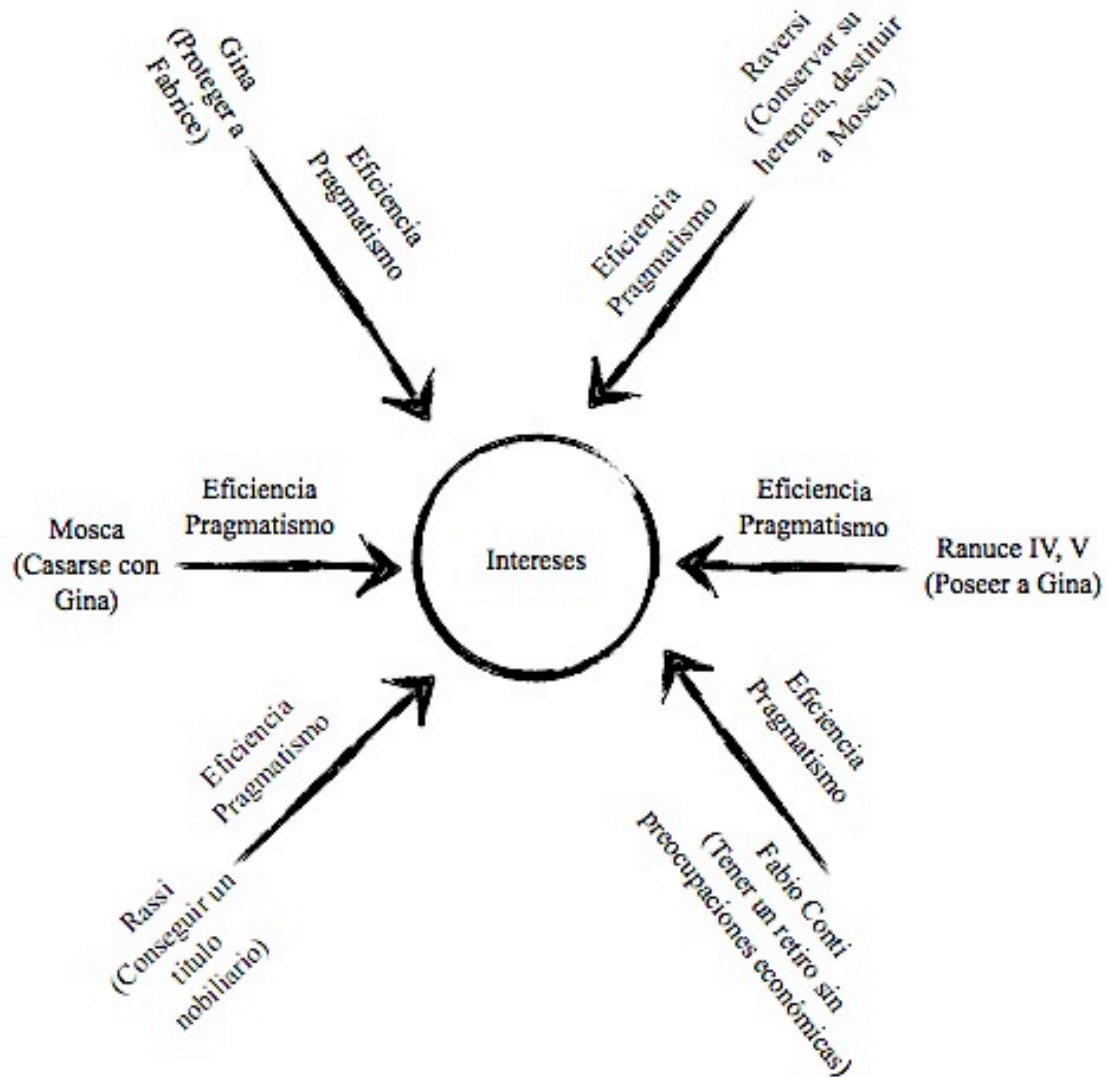 Gina
(Proteger a
Fabrice)
Eficiencia
Pragmatismo
Raversi
(Conservar su
herencia, destituir
a Mosca)
Eficiencia
Pragmatismo
Mosca
(Casarse con
Gina)
Eficiencia
Pragmatismo
Intereses
Eficiencia
Pragmatismo
Ranuce IV, V
(Poseer a Gina)
Rassi
(Conseguir un
título
nobiliario)
Eficiencia
Pragmatismo
Eficiencia
Pragmatismo
Fabio Conti
(Tener un retiro sin
preocupaciones económicas)